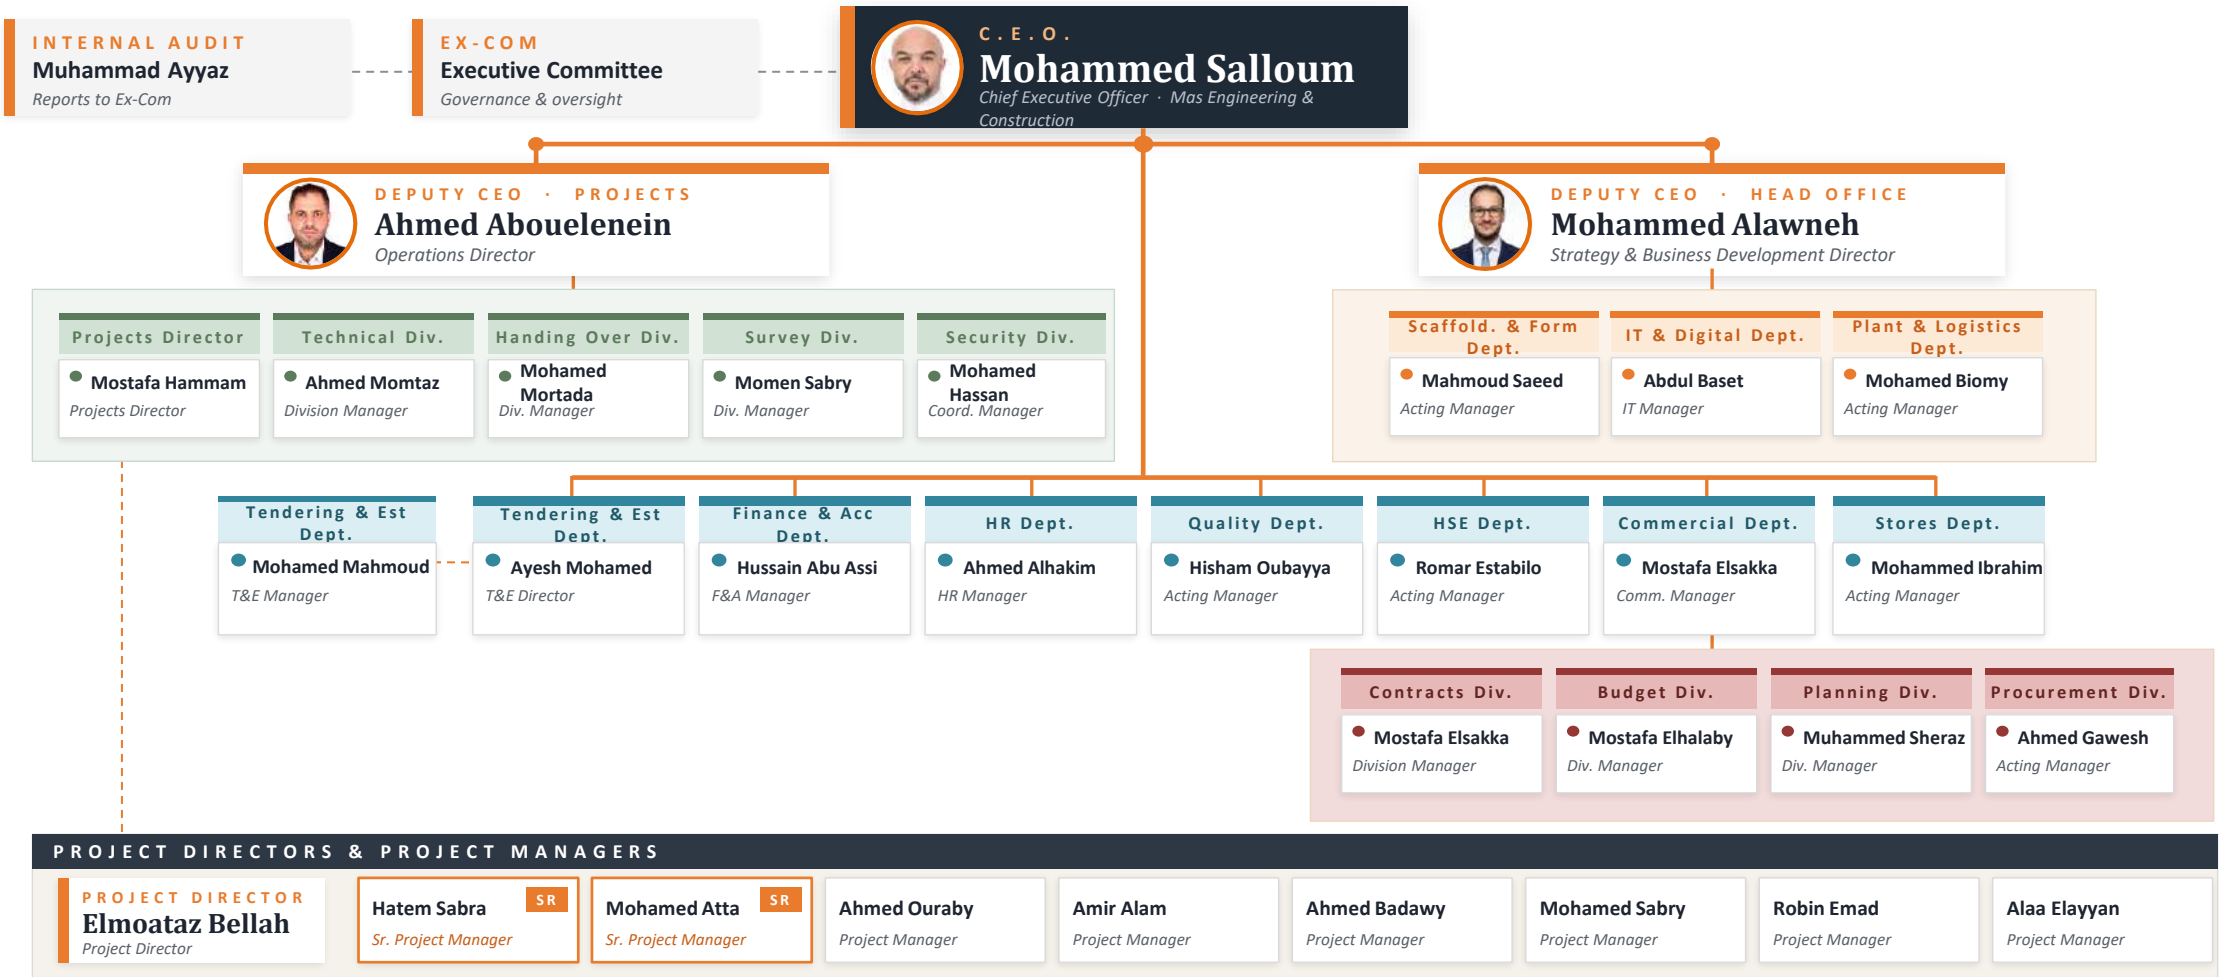 INTERNAL AUDIT
Muhammad Ayyaz
Reports to Ex-Com
EX-COM
Executive Committee
Governance & oversight
C.E.O.
Mohammed Salloum
Chief Executive Officer · Mas Engineering &
Construction
DEPUTY CEO · PROJECTS
Ahmed Abouelenein
Operations Director
DEPUTY CEO · HEAD OFFICE
Mohammed Alawneh
Strategy & Business Development Director
Projects Director
Mostafa Hammam
Projects Director
Technical Div.
Ahmed Momtaz
Division Manager
Handing Over Div.
Mohamed
Mortada
Div. Manager
Survey Div.
Momen Sabry
Div. Manager
Security Div.
Mohamed
Hassan
Coord. Manager
Scaffold. & Form
Dept.
Mahmoud Saeed
Acting Manager
IT & Digital Dept.
Abdul Baset
IT Manager
Plant & Logistics
Dept.
Mohamed Biomy
Acting Manager
Tendering & Est
Dept.
Mohamed Mahmoud
T&E Manager
Tendering & Est
Dept.
Ayesh Mohamed
T&E Director
Finance & Acc
Dept.
Hussain Abu Assi
F&A Manager
HR Dept.
Ahmed Alhakim
HR Manager
Quality Dept.
Hisham Oubayya
Acting Manager
HSE Dept.
Romar Estabilo
Acting Manager
Commercial Dept.
Mostafa Elsakka
Comm. Manager
Stores Dept.
Mohammed Ibrahim
Acting Manager
Contracts Div.
Mostafa Elsakka
Division Manager
Budget Div.
Mostafa Elhalaby
Div. Manager
Planning Div.
Muhammed Sheraz
Div. Manager
Procurement Div.
Ahmed Gawesh
Acting Manager
PROJECT DIRECTORS & PROJECT MANAGERS
PROJECT DIRECTOR
Elmoataz Bellah
Project Director
Hatem Sabra
SR
Sr. Project Manager
Mohamed Atta
SR
Sr. Project Manager
Ahmed Ouraby
Project Manager
Amir Alam
Project Manager
Ahmed Badawy
Project Manager
Mohamed Sabry
Project Manager
Robin Emad
Project Manager
Alaa Elayyan
Project Manager